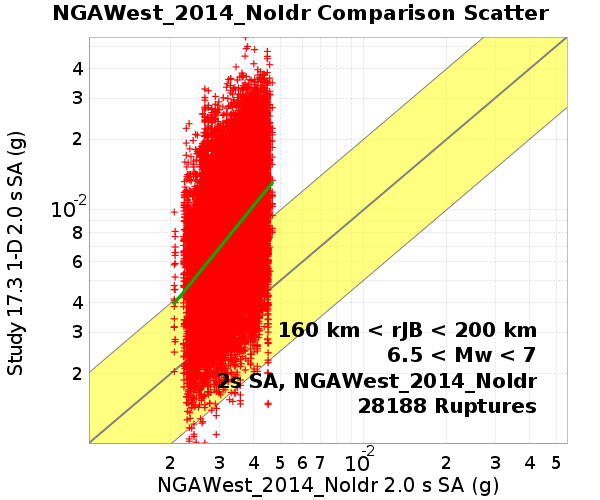 NGAWest_2014_NoIdr Comparison Scatter
Study 17.3 1-D 2.0 s SA (g)
4
3
2
10-2
8
6
4
3
2
160 km < rJB < 200 km
6.5 < Mw < 7
2s SA, NGAWest_2014_NoIdr
28188 Ruptures
2 3 4 5 6 7 10-2 2 3 4 5
NGAWest_2014_NoIdr 2.0 s SA (g)